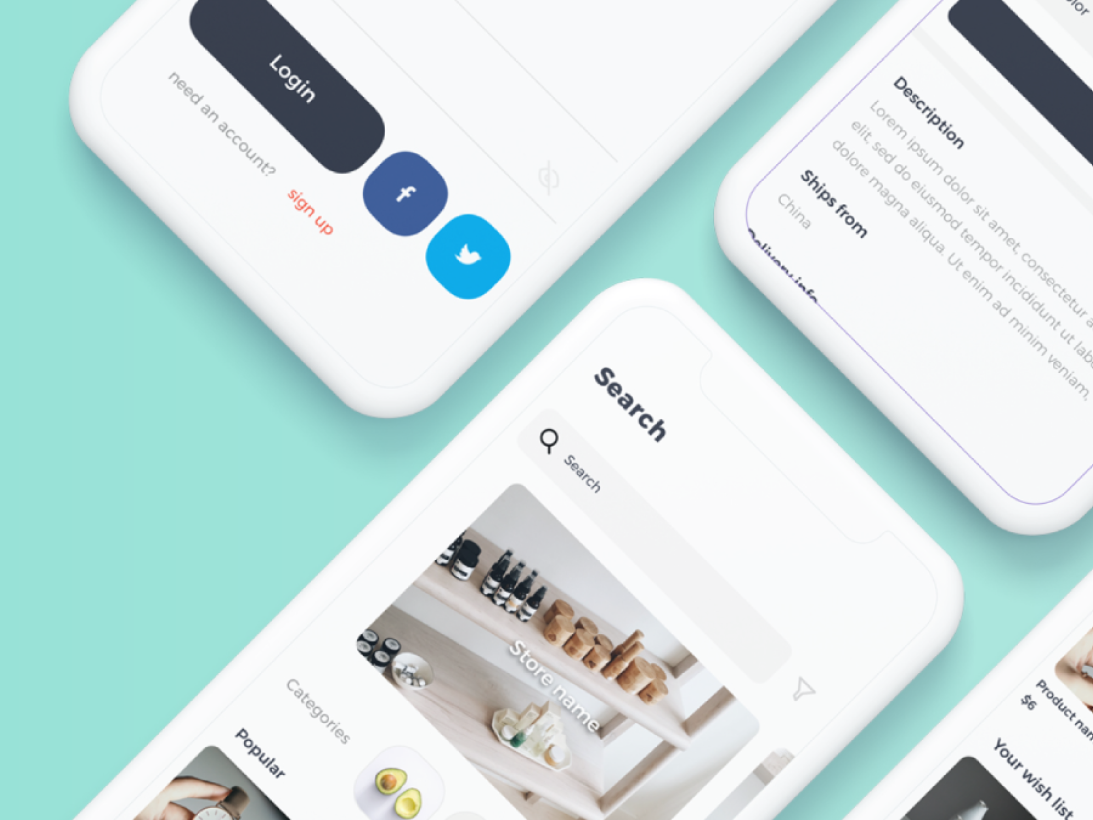 Login
need an account? sign up
Description
Lorem ipsum dolor sit amet, consectetur
elit, sed do eiusmod tempor incididunt ut
dolore magna aliqua. Ut enim ad minim veniam,
Ships from
China
Delivery info
Search
Search
Store name
Categories
Popular
Product
$6
Your wish list